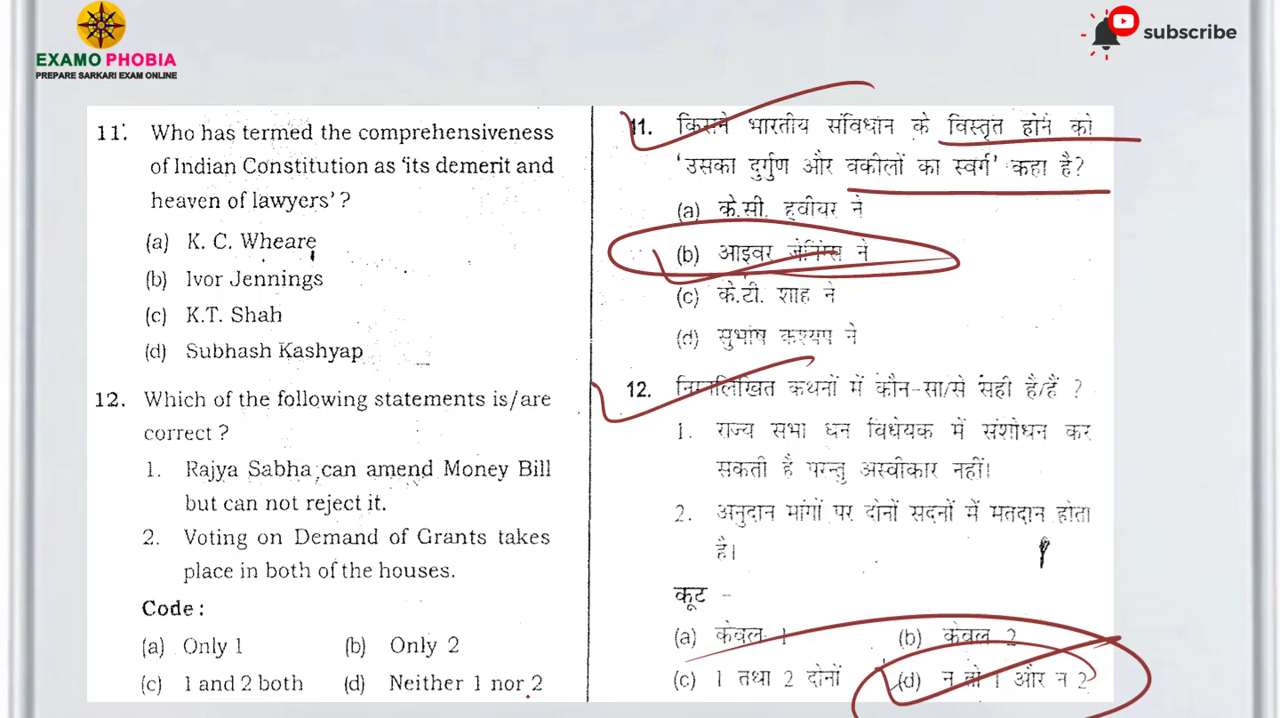 EXAMO PHOBIA
PREPARE SARKARI EXAM ONLINE
subscribe
11. Who has termed the comprehensiveness
of Indian Constitution as 'its demerit and
heaven of lawyers' ?
(a) K. C. Wheare
(b) Ivor Jennings
(c) K.T. Shah
(d) Subhash Kashyap
12. Which of the following statements is/are
correct ?
1. Rajya Sabha can amend Money Bill
but can not reject it.
2. Voting on Demand of Grants takes
place in both of the houses.
Code :
(a) Only 1 (b) Only 2
(c) 1 and 2 both (d) Neither 1 nor 2
11. किसने भारतीय संविधान के विस्तृत होने को
'उसका दुर्गुण और वकीलों का स्वर्ग' कहा है?
(a) के.सी. ह्वीयर ने
(b) आइवर जेनिंग्स ने
(c) के.टी. शाह ने
(d) सुभाष कश्यप ने
12. निम्नलिखित कथनों में कौन-सा/से सही है/हैं ?
1. राज्य सभा धन विधेयक में संशोधन कर
सकती है परन्तु अस्वीकार नहीं।
2. अनुदान मांगों पर दोनों सदनों में मतदान होता
है।
कूट -
(a) केवल 1 (b) केवल 2
(c) 1 तथा 2 दोनों (d) न तो 1 और न 2